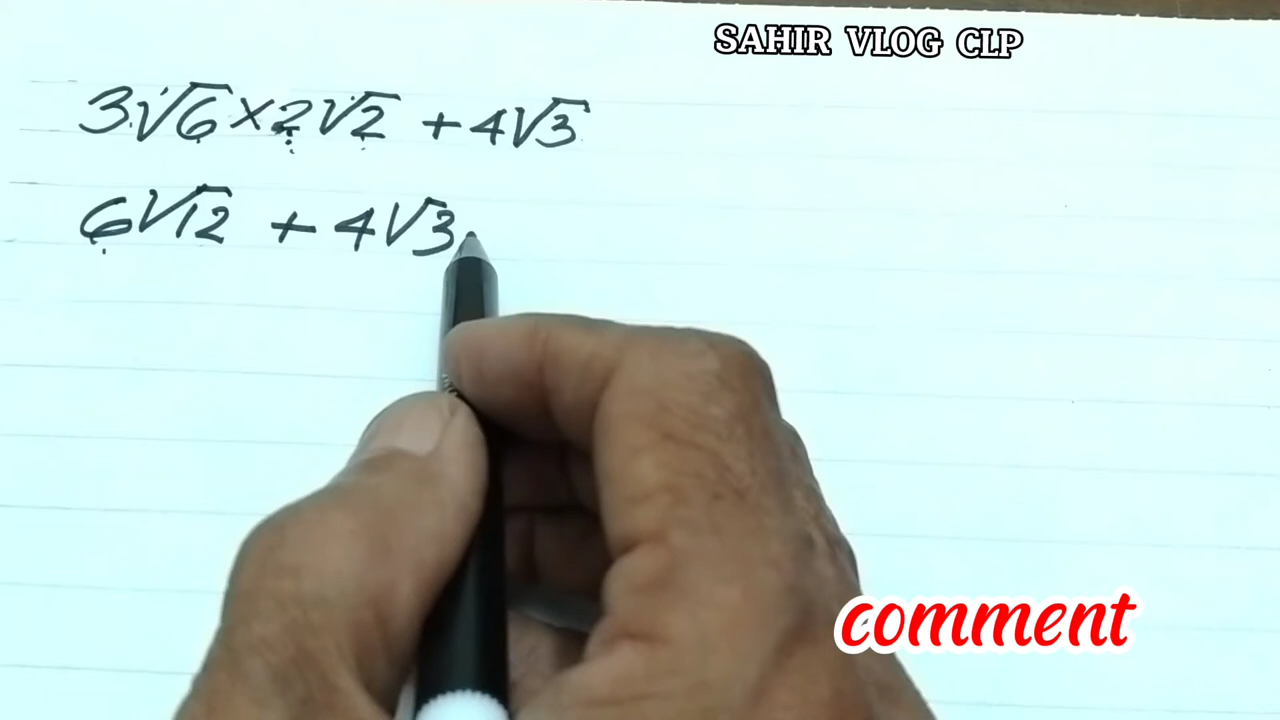 SAHIR VLOG CLP
3√6 × 2√2 + 4√3
6√12 + 4√3
comment